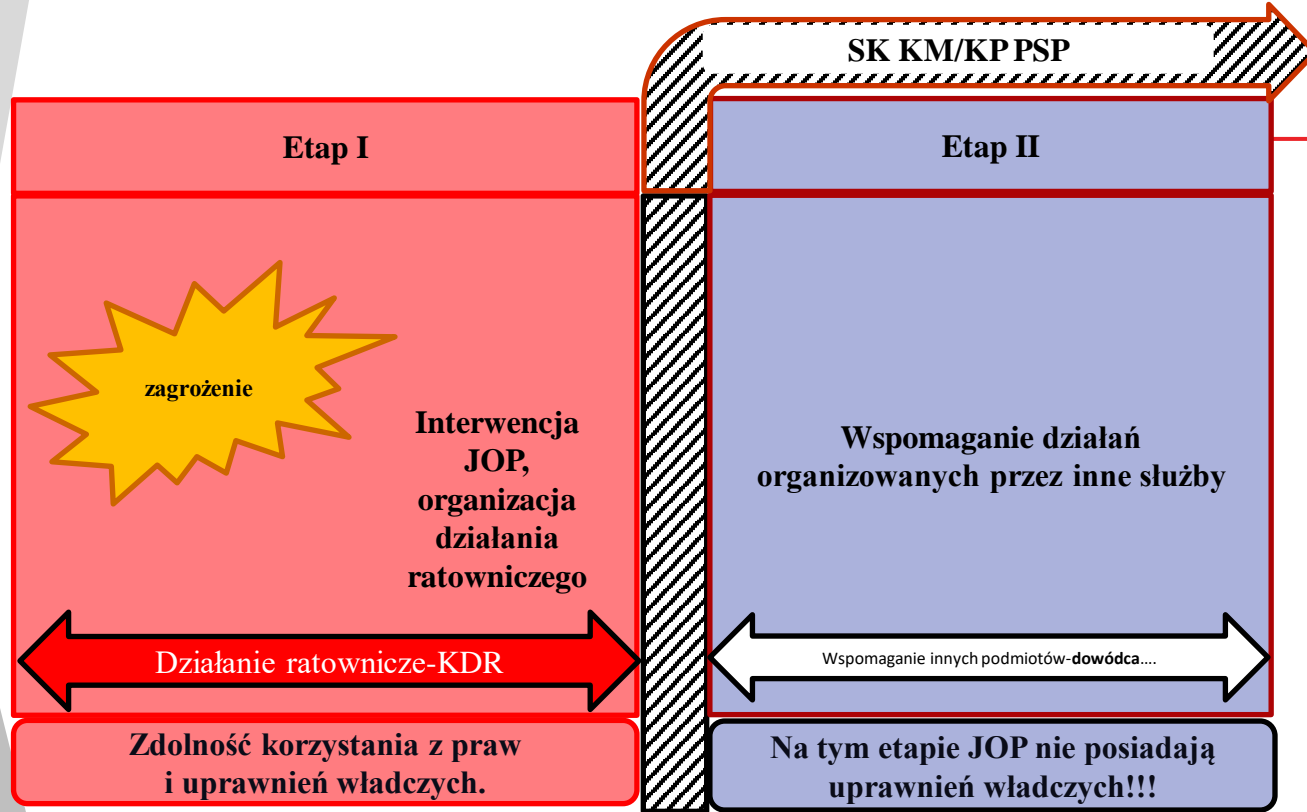 SK KM/KP PSP
Etap I
Etap II
zagrożenie
Interwencja
JOP,
organizacja
działania
ratowniczego
Wspomaganie działań
organizowanych przez inne służby
Działanie ratownicze-KDR
Wspomaganie innych podmiotów-dowódca....
Zdolność korzystania z praw
i uprawnień władczych.
Na tym etapie JOP nie posiadają
uprawnień władczych!!!